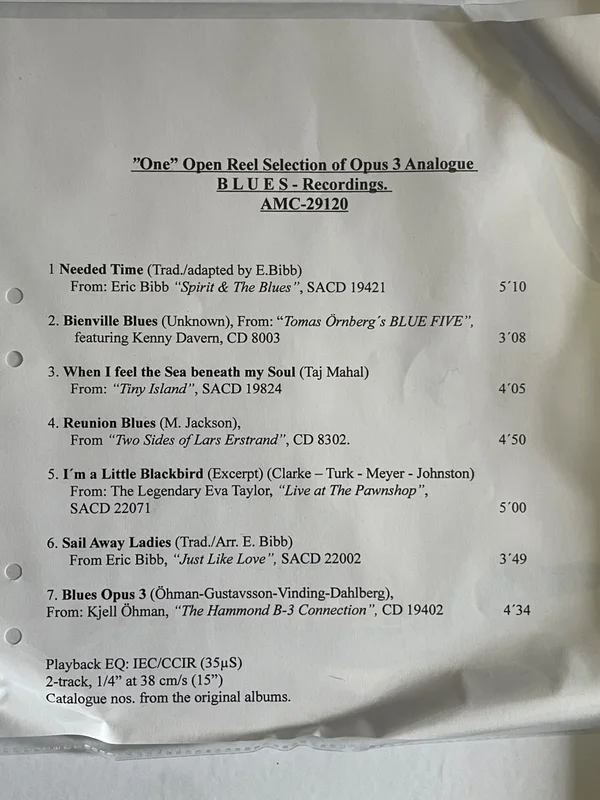 ”One” Open Reel Selection of Opus 3 Analogue
B L U E S - Recordings.
AMC-29120
1 Needed Time (Trad./adapted by E.Bibb)
From: Eric Bibb “Spirit & The Blues”, SACD 19421 5´10
2. Bienville Blues (Unknown), From: “Tomas Örnberg´s BLUE FIVE”,
featuring Kenny Davern, CD 8003 3´08
3. When I feel the Sea beneath my Soul (Taj Mahal)
From: “Tiny Island”, SACD 19824 4´05
4. Reunion Blues (M. Jackson),
From “Two Sides of Lars Erstrand”, CD 8302. 4´50
5. I´m a Little Blackbird (Excerpt) (Clarke – Turk - Meyer - Johnston)
From: The Legendary Eva Taylor, “Live at The Pawnshop”,
SACD 22071 5´00
6. Sail Away Ladies (Trad./Arr. E. Bibb)
From Eric Bibb, “Just Like Love”, SACD 22002 3´49
7. Blues Opus 3 (Öhman-Gustavsson-Vinding-Dahlberg),
From: Kjell Öhman, “The Hammond B-3 Connection”, CD 19402 4´34
Playback EQ: IEC/CCIR (35µS)
2-track, 1/4” at 38 cm/s (15”)
Catalogue nos. from the original albums.